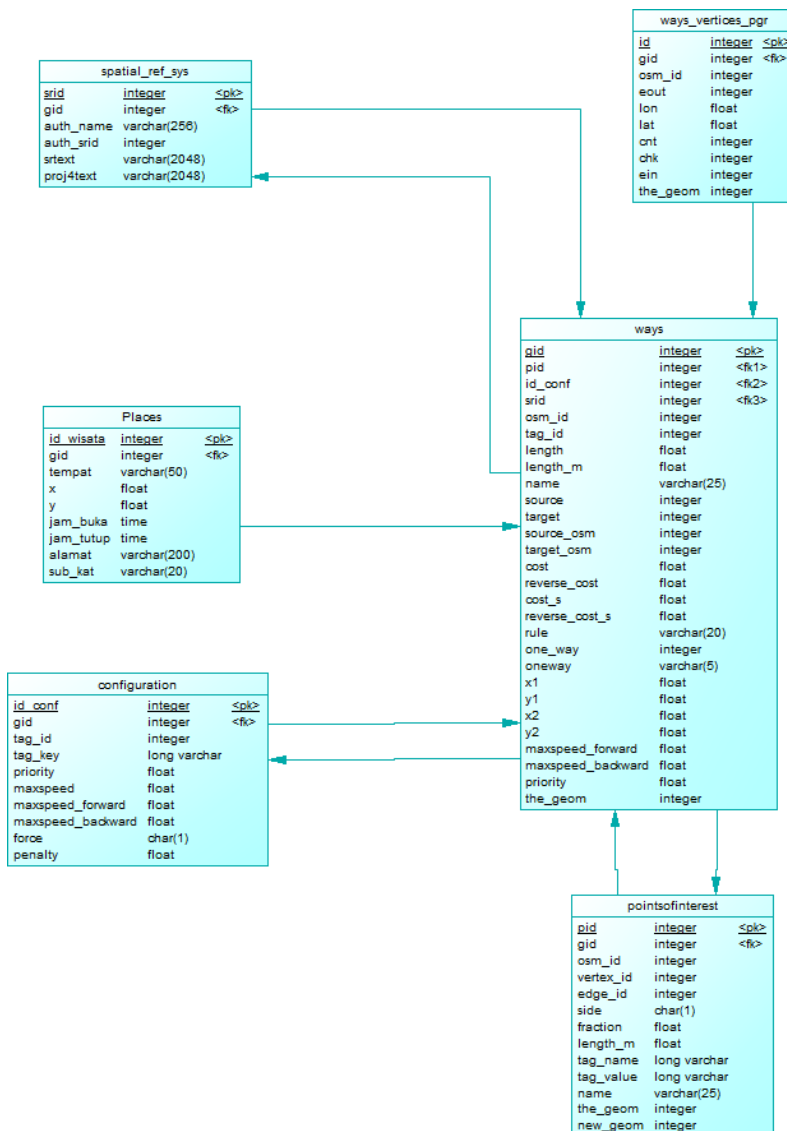 ways_vertices_pgr
id integer <pk>
gid integer <fk>
osm_id integer
eout integer
lon float
lat float
cnt integer
chk integer
ein integer
the_geom integer
spatial_ref_sys
srid integer <pk>
gid integer <fk>
auth_name varchar(256)
auth_srid integer
srtext varchar(2048)
proj4text varchar(2048)
ways
gid integer <pk>
pid integer <fk1>
id_conf integer <fk2>
srid integer <fk3>
osm_id integer
tag_id integer
length float
length_m float
name varchar(25)
source integer
target integer
source_osm integer
target_osm integer
cost float
reverse_cost float
cost_s float
reverse_cost_s float
rule varchar(20)
one_way integer
oneway varchar(5)
x1 float
y1 float
x2 float
y2 float
maxspeed_forward float
maxspeed_backward float
priority float
the_geom integer
Places
id_wisata integer <pk>
gid integer <fk>
tempat varchar(50)
x float
y float
jam_buka time
jam_tutup time
alamat varchar(200)
sub_kat varchar(20)
configuration
id_conf integer <pk>
gid integer <fk>
tag_id integer
tag_key long varchar
priority float
maxspeed float
maxspeed_forward float
maxspeed_backward float
force char(1)
penalty float
pointsofinterest
pid integer <pk>
gid integer <fk>
osm_id integer
vertex_id integer
edge_id integer
side char(1)
fraction float
length_m float
tag_name long varchar
tag_value long varchar
name varchar(25)
the_geom integer
new_geom integer